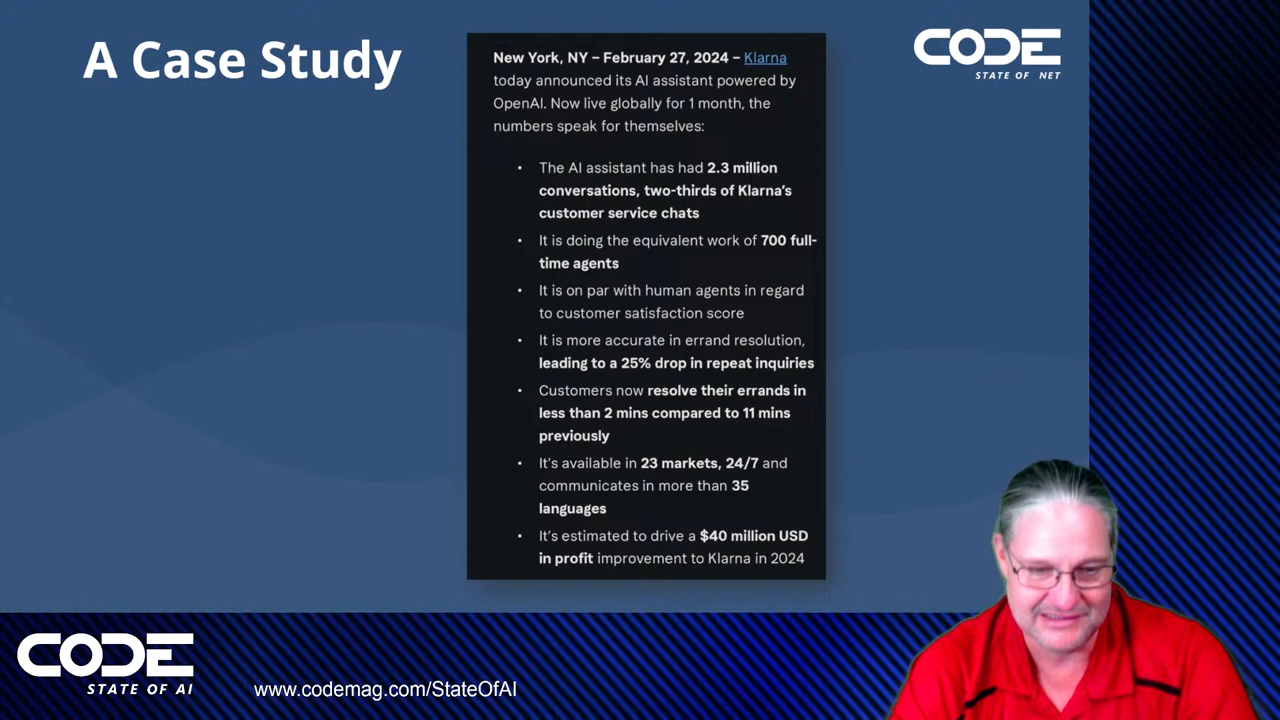 A Case Study
CODE
STATE OF .NET
New York, NY – February 27, 2024 – Klarna
today announced its AI assistant powered by
OpenAI. Now live globally for 1 month, the
numbers speak for themselves:
• The AI assistant has had 2.3 million
conversations, two-thirds of Klarna’s
customer service chats
• It is doing the equivalent work of 700 full-
time agents
• It is on par with human agents in regard
to customer satisfaction score
• It is more accurate in errand resolution,
leading to a 25% drop in repeat inquiries
• Customers now resolve their errands in
less than 2 mins compared to 11 mins
previously
• It’s available in 23 markets, 24/7 and
communicates in more than 35
languages
• It’s estimated to drive a $40 million USD
in profit improvement to Klarna in 2024
CODE
STATE OF AI
www.codemag.com/StateOfAI